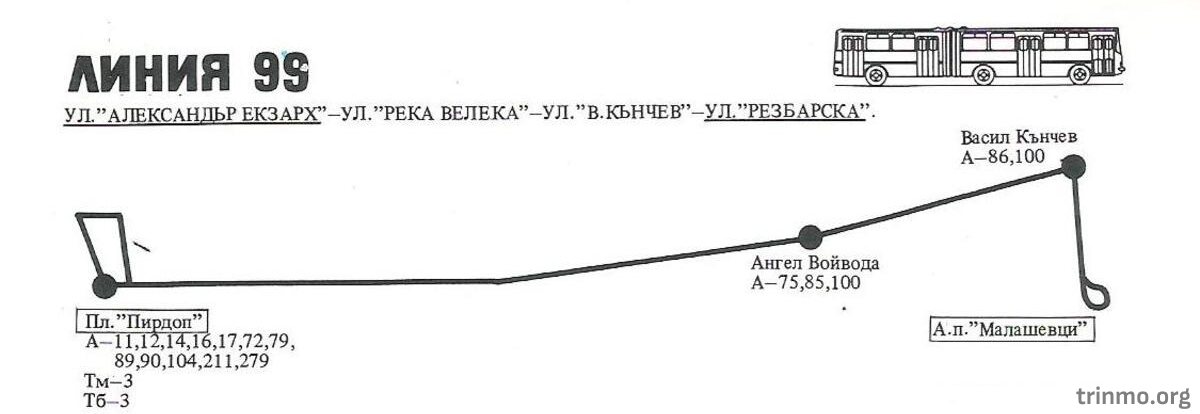 ЛИНИЯ 99
УЛ."АЛЕКСАНДЪР ЕКЗАРХ"–УЛ."РЕКА ВЕЛЕКА"–УЛ."В.КЪНЧЕВ"–УЛ."РЕЗБАРСКА".
Васил Кънчев
А–86,100
Ангел Войвода
А–75,85,100
Пл."Пирдоп"
А–11,12,14,16,17,72,79,
89,90,104,211,279
Тм–3
Тб–3
А.п."Малашевци"
trinmo.org